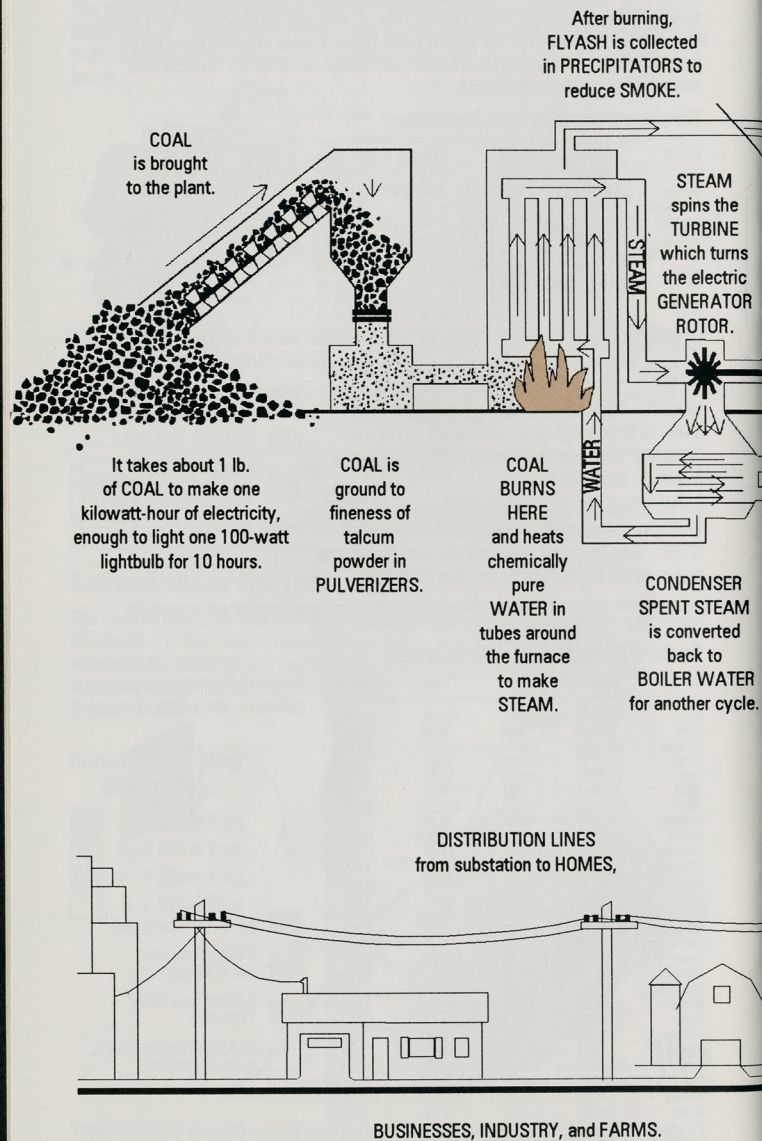 After burning,
FLYASH is collected
in PRECIPITATORS to
reduce SMOKE.
COAL
is brought
to the plant.
STEAM
spins the
TURBINE
which turns
the electric
GENERATOR
ROTOR.
STEAM
WATER
It takes about 1 lb.
of COAL to make one
kilowatt-hour of electricity,
enough to light one 100-watt
lightbulb for 10 hours.
COAL is
ground to
fineness of
talcum
powder in
PULVERIZERS.
COAL
BURNS
HERE
and heats
chemically
pure
WATER in
tubes around
the furnace
to make
STEAM.
CONDENSER
SPENT STEAM
is converted
back to
BOILER WATER
for another cycle.
DISTRIBUTION LINES
from substation to HOMES,
BUSINESSES, INDUSTRY, and FARMS.